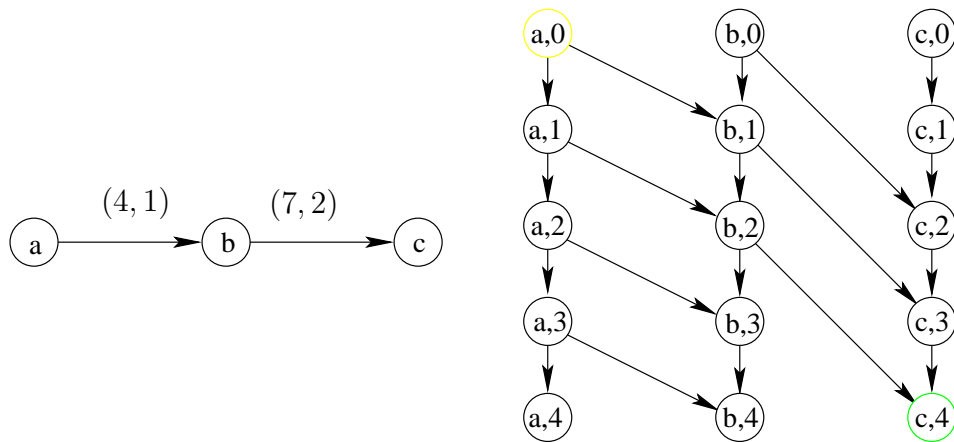 (4, 1)
(7, 2)
a
b
c
a,0
b,0
c,0
a,1
b,1
c,1
a,2
b,2
c,2
a,3
b,3
c,3
a,4
b,4
c,4